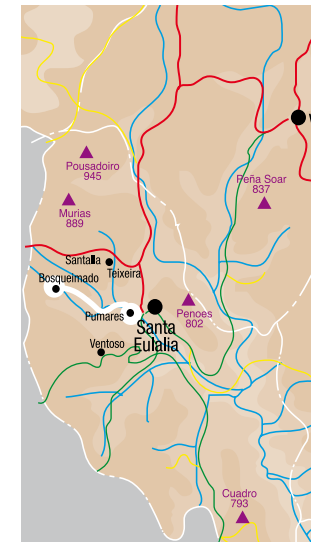 Pousadoiro
945
Peña Soar
837
Murias
889
Santalla
Teixeira
Bosqueimado
Pumares
Penoes
802
Santa
Eulalia
Ventoso
Cuadro
793